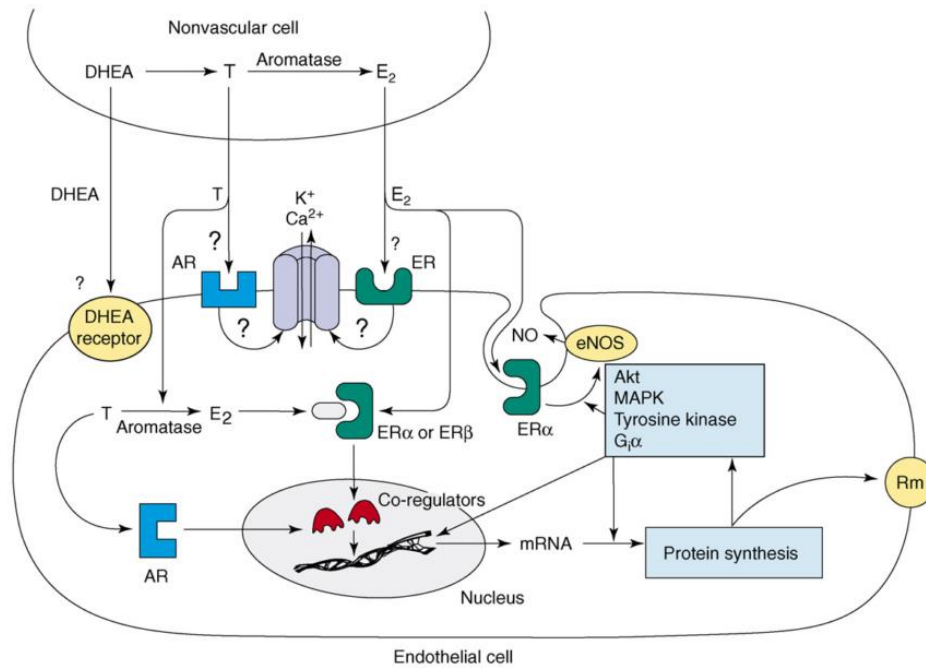 Nonvascular cell
DHEA
T
Aromatase
E₂
DHEA
T
K⁺
Ca²⁺
E₂
?
?
AR
ER
?
DHEA
receptor
?
?
NO
eNOS
Akt
MAPK
Tyrosine kinase
Gᵢα
ERα
T
Aromatase
E₂
ERα or ERβ
Rm
Co-regulators
AR
mRNA
Protein synthesis
Nucleus
Endothelial cell